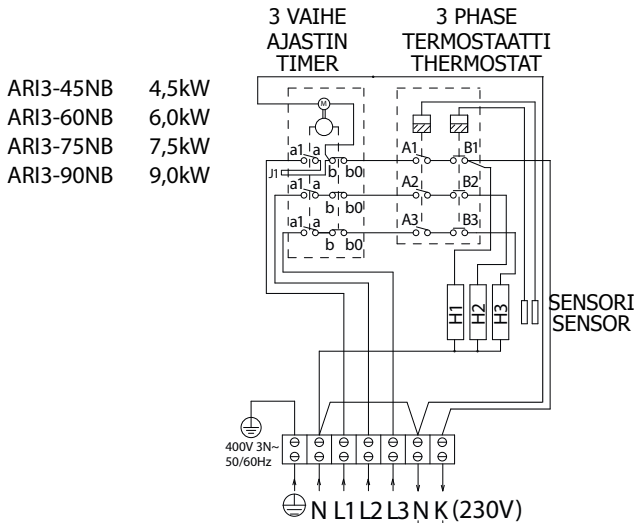 3 VAIHE
AJASTIN
TIMER
3 PHASE
TERMOSTAATTI
THERMOSTAT
ARI3-45NB 4,5kW
ARI3-60NB 6,0kW
ARI3-75NB 7,5kW
ARI3-90NB 9,0kW
M
a1 a A1 B1
J1 b b0
a1 a A2 B2
b b0
a1 a A3 B3
b b0
H1 H2 H3
SENSORI
SENSOR
400V 3N~
50/60Hz
N L1 L2 L3 N K (230V)